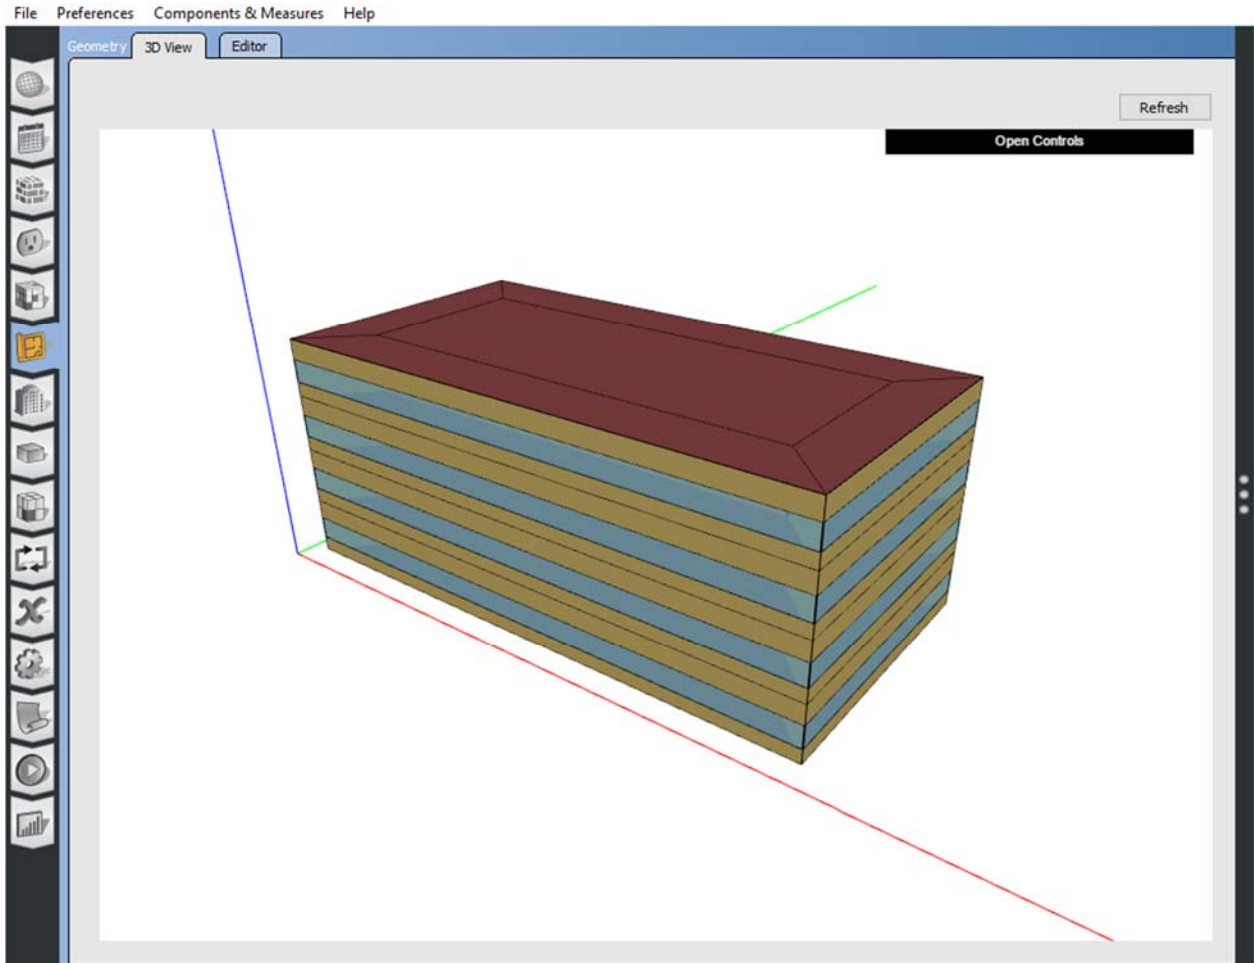 File Preferences Components & Measures Help
Geometry 3D View Editor
Refresh
Open Controls